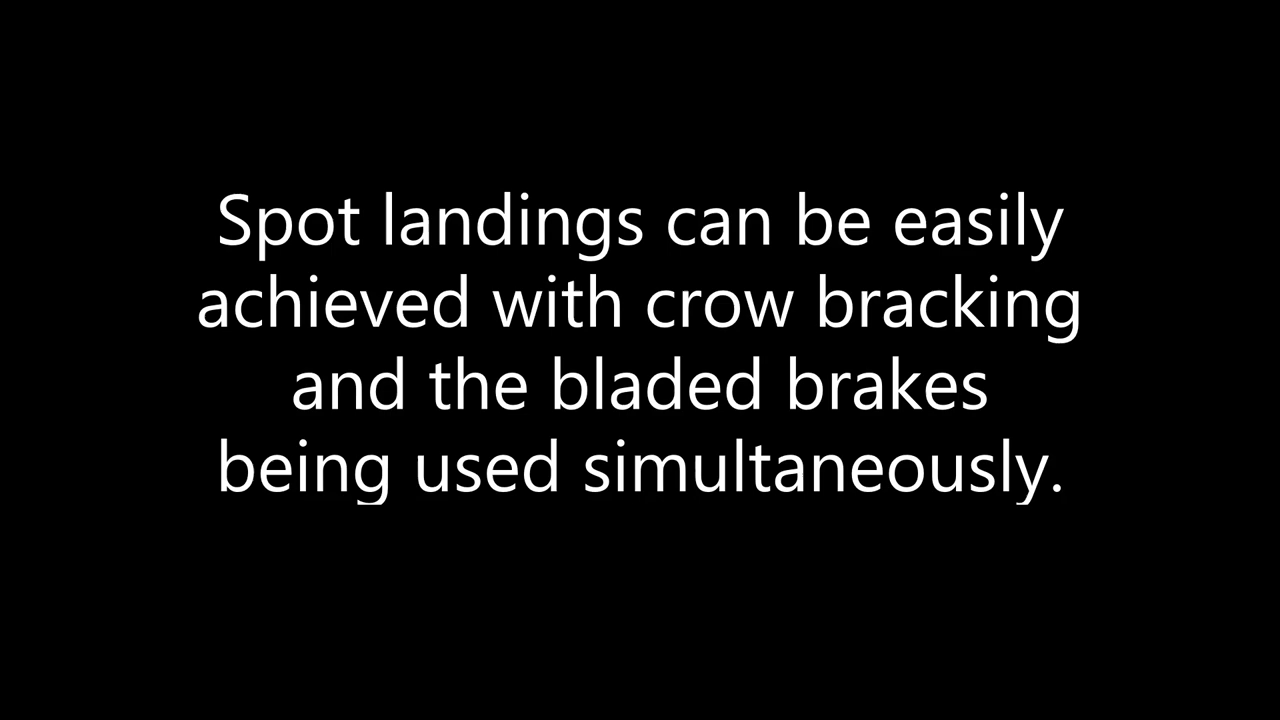 Spot landings can be easily
achieved with crow bracking
and the bladed brakes
being used simultaneously.